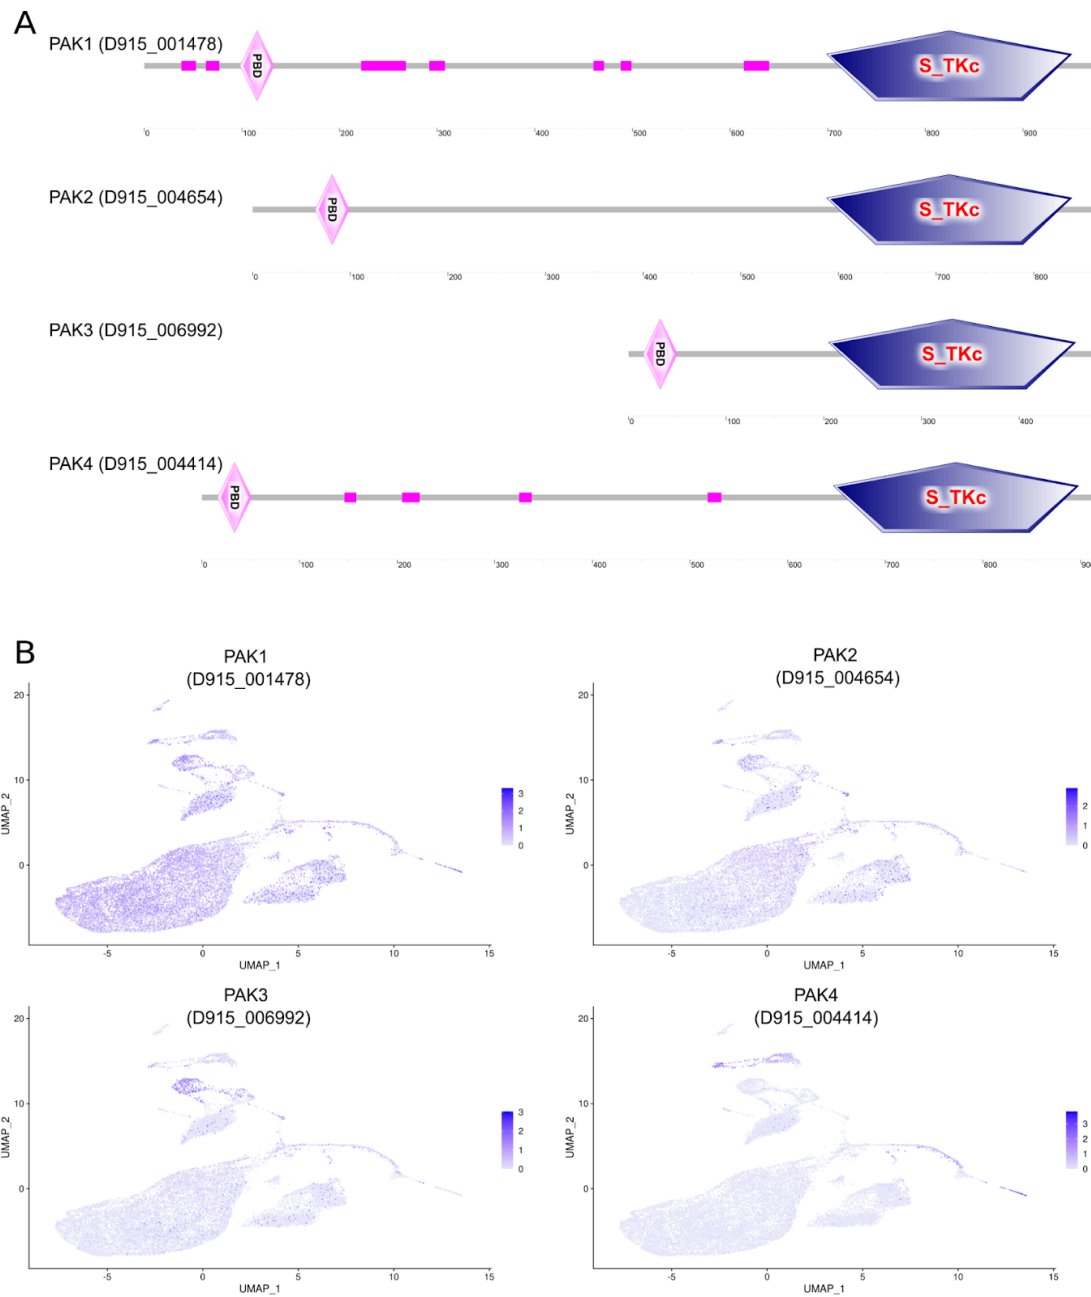 A
PAK1 (D915_001478)
PBD
S_TKc
0 100 200 300 400 500 600 700 800 900
PAK2 (D915_004654)
PBD
S_TKc
0 100 200 300 400 500 600 700 800
PAK3 (D915_006992)
PBD
S_TKc
0 100 200 300 400
PAK4 (D915_004414)
PBD
S_TKc
0 100 200 300 400 500 600 700 800 900
B
PAK1
(D915_001478)
20
10
0
UMAP_2
-5 0 5 10 15
UMAP_1
3
2
1
0
PAK2
(D915_004654)
20
10
0
UMAP_2
-5 0 5 10 15
UMAP_1
2
1
0
PAK3
(D915_006992)
20
10
0
UMAP_2
-5 0 5 10 15
UMAP_1
3
2
1
0
PAK4
(D915_004414)
20
10
0
UMAP_2
-5 0 5 10 15
UMAP_1
3
2
1
0